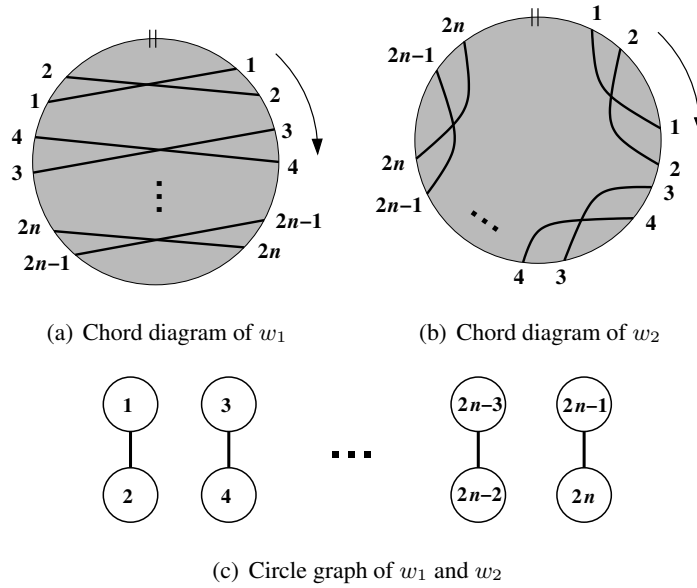 2
1
4
3
2n
2n−1
1
2
3
4
2n−1
2n
(a) Chord diagram of w₁
2n
2n−1
2n
2n−1
1
2
1
2
3
4
4 3
(b) Chord diagram of w₂
1 3 2n−3 2n−1
2 4 2n−2 2n
(c) Circle graph of w₁ and w₂